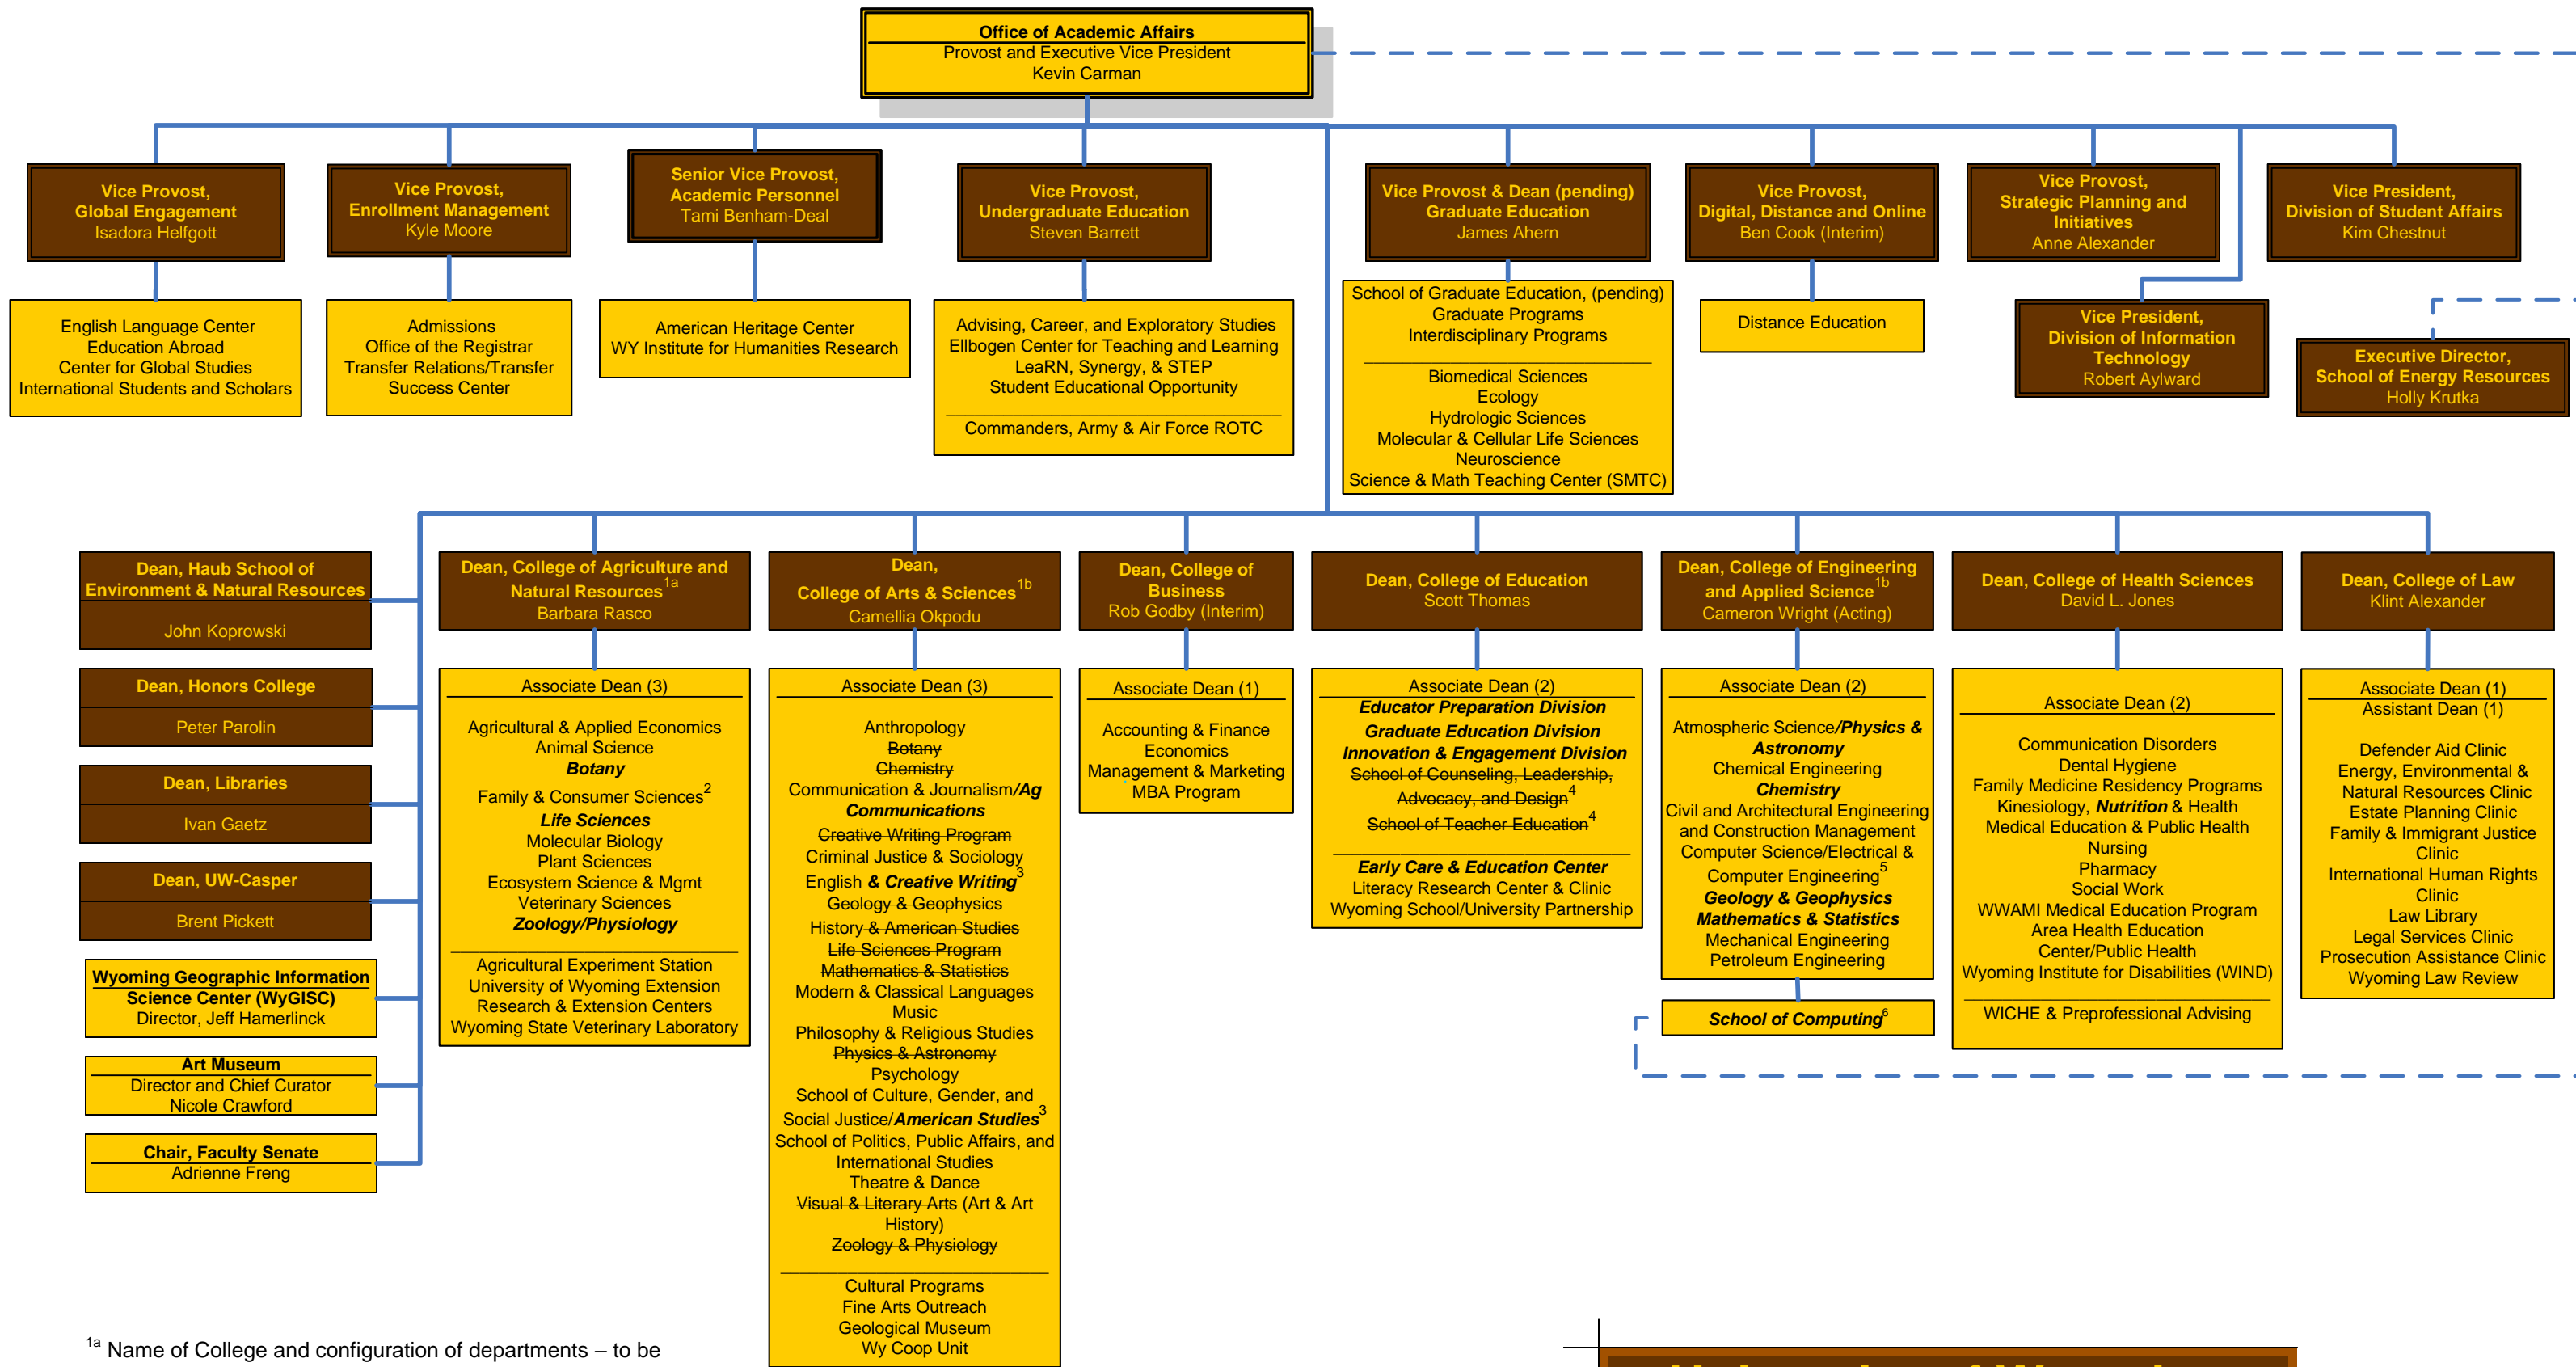 Office of Academic Affairs
Provost and Executive Vice President
Kevin Carman
Vice Provost,
Global Engagement
Isadora Helfgott
Vice Provost,
Enrollment Management
Kyle Moore
Senior Vice Provost,
Academic Personnel
Tami Benham-Deal
Vice Provost,
Undergraduate Education
Steven Barrett
Vice Provost & Dean (pending)
Graduate Education
James Ahern
Vice Provost,
Digital, Distance and Online
Ben Cook (Interim)
Vice Provost,
Strategic Planning and
Initiatives
Anne Alexander
Vice President,
Division of Student Affairs
Kim Chestnut
English Language Center
Education Abroad
Center for Global Studies
International Students and Scholars
Admissions
Office of the Registrar
Transfer Relations/Transfer
Success Center
American Heritage Center
WY Institute for Humanities Research
Advising, Career, and Exploratory Studies
Ellbogen Center for Teaching and Learning
LeaRN, Synergy, & STEP
Student Educational Opportunity
Commanders, Army & Air Force ROTC
School of Graduate Education, (pending)
Graduate Programs
Interdisciplinary Programs
Biomedical Sciences
Ecology
Hydrologic Sciences
Molecular & Cellular Life Sciences
Neuroscience
Science & Math Teaching Center (SMTC)
Distance Education
Vice President,
Division of Information
Technology
Robert Aylward
Executive Director,
School of Energy Resources
Holly Krutka
Dean, Haub School of
Environment & Natural Resources
John Koprowski
Dean, Honors College
Peter Parolin
Dean, Libraries
Ivan Gaetz
Dean, UW-Casper
Brent Pickett
Wyoming Geographic Information
Science Center (WyGISC)
Director, Jeff Hamerlinck
Art Museum
Director and Chief Curator
Nicole Crawford
Chair, Faculty Senate
Adrienne Freng
Dean, College of Agriculture and
Natural Resources1a
Barbara Rasco
Associate Dean (3)
Agricultural & Applied Economics
Animal Science
Botany
Family & Consumer Sciences2
Life Sciences
Molecular Biology
Plant Sciences
Ecosystem Science & Mgmt
Veterinary Sciences
Zoology/Physiology
Agricultural Experiment Station
University of Wyoming Extension
Research & Extension Centers
Wyoming State Veterinary Laboratory
Dean,
College of Arts & Sciences1b
Camellia Okpodu
Associate Dean (3)
Anthropology
Botany
Chemistry
Communication & Journalism/Ag
Communications
Creative Writing Program
Criminal Justice & Sociology
English & Creative Writing3
Geology & Geophysics
History & American Studies
Life Sciences Program
Mathematics & Statistics
Modern & Classical Languages
Music
Philosophy & Religious Studies
Physics & Astronomy
Psychology
School of Culture, Gender, and
Social Justice/American Studies3
School of Politics, Public Affairs, and
International Studies
Theatre & Dance
Visual & Literary Arts (Art & Art
History)
Zoology & Physiology
Cultural Programs
Fine Arts Outreach
Geological Museum
Wy Coop Unit
Dean, College of
Business
Rob Godby (Interim)
Associate Dean (1)
Accounting & Finance
Economics
Management & Marketing
MBA Program
Dean, College of Education
Scott Thomas
Associate Dean (2)
Educator Preparation Division
Graduate Education Division
Innovation & Engagement Division
School of Counseling, Leadership,
Advocacy, and Design4
School of Teacher Education4
Early Care & Education Center
Literacy Research Center & Clinic
Wyoming School/University Partnership
Dean, College of Engineering
and Applied Science1b
Cameron Wright (Acting)
Associate Dean (2)
Atmospheric Science/Physics &
Astronomy
Chemical Engineering
Chemistry
Civil and Architectural Engineering
and Construction Management
Computer Science/Electrical &
Computer Engineering5
Geology & Geophysics
Mathematics & Statistics
Mechanical Engineering
Petroleum Engineering
School of Computing6
Dean, College of Health Sciences
David L. Jones
Associate Dean (2)
Communication Disorders
Dental Hygiene
Family Medicine Residency Programs
Kinesiology, Nutrition & Health
Medical Education & Public Health
Nursing
Pharmacy
Social Work
WWAMI Medical Education Program
Area Health Education
Center/Public Health
Wyoming Institute for Disabilities (WIND)
WICHE & Preprofessional Advising
Dean, College of Law
Klint Alexander
Associate Dean (1)
Assistant Dean (1)
Defender Aid Clinic
Energy, Environmental &
Natural Resources Clinic
Estate Planning Clinic
Family & Immigrant Justice
Clinic
International Human Rights
Clinic
Law Library
Legal Services Clinic
Prosecution Assistance Clinic
Wyoming Law Review
1a Name of College and configuration of departments – to be